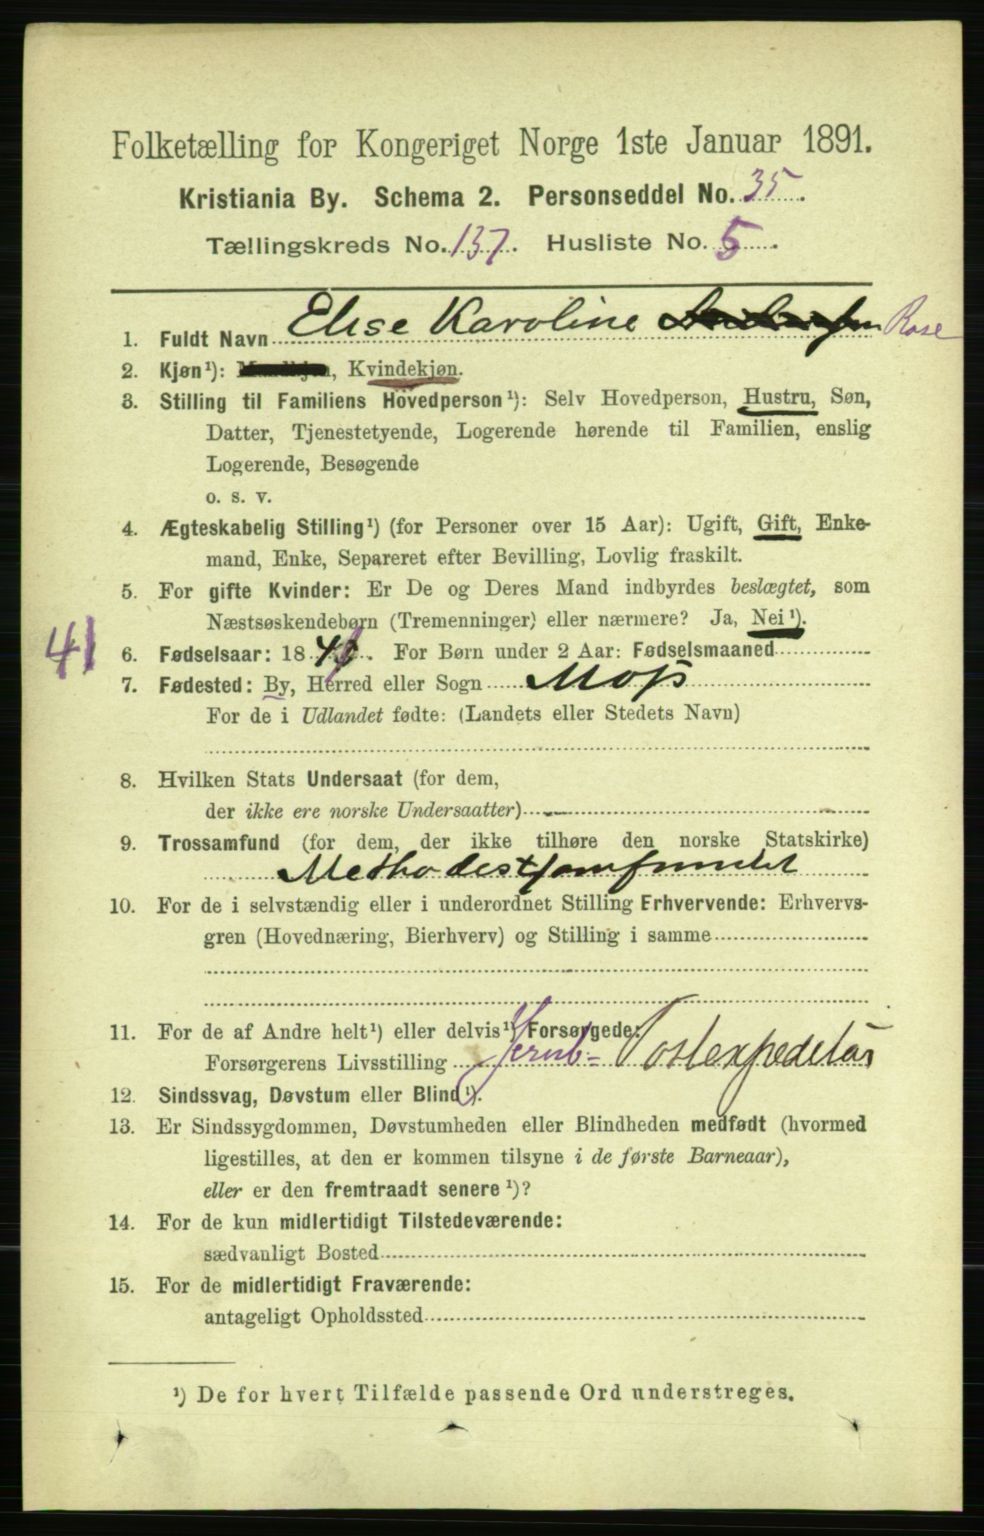 Folketælling for Kongeriget Norge 1ste Januar 1891.
Kristiania By. Schema 2. Personseddel No. 35.
Tællingskreds No. 137. Husliste No. 5.
1. Fuldt Navn Elise Karoline Rose
2. Kjøn¹): Mandkjøn, Kvindekjøn.
3. Stilling til Familiens Hovedperson¹): Selv Hovedperson, Hustru, Søn,
Datter, Tjenestetyende, Logerende hørende til Familien, enslig
Logerende, Besøgende
o. s. v.
4. Ægteskabelig Stilling¹) (for Personer over 15 Aar): Ugift, Gift, Enke-
mand, Enke, Separeret efter Bevilling, Lovlig fraskilt.
5. For gifte Kvinder: Er De og Deres Mand indbyrdes beslægtet, som
Næstsøskendebørn (Tremenninger) eller nærmere? Ja, Nei¹).
41
6. Fødselsaar: 184 . For Børn under 2 Aar: Fødselsmaaned
7. Fødested: By, Herred eller Sogn Moss
For de i Udlandet fødte: (Landets eller Stedets Navn)
8. Hvilken Stats Undersaat (for dem,
der ikke ere norske Undersaatter)
9. Trossamfund (for dem, der ikke tilhøre den norske Statskirke)
Methodestsamfundet
10. For de i selvstændig eller i underordnet Stilling Erhvervende: Erhvervs-
gren (Hovednæring, Bierhverv) og Stilling i samme
11. For de af Andre helt¹) eller delvis¹) Forsørgede:
Forsørgerens Livsstilling Jernb- Postexpeditør
12. Sindssvag, Døvstum eller Blind¹).
13. Er Sindssygdommen, Døvstumheden eller Blindheden medfødt (hvormed
ligestilles, at den er kommen tilsyne i de første Barneaar),
eller er den fremtraadt senere¹)?
14. For de kun midlertidigt Tilstedeværende:
sædvanligt Bosted
15. For de midlertidigt Fraværende:
antageligt Opholdssted
¹) De for hvert Tilfælde passende Ord understreges.